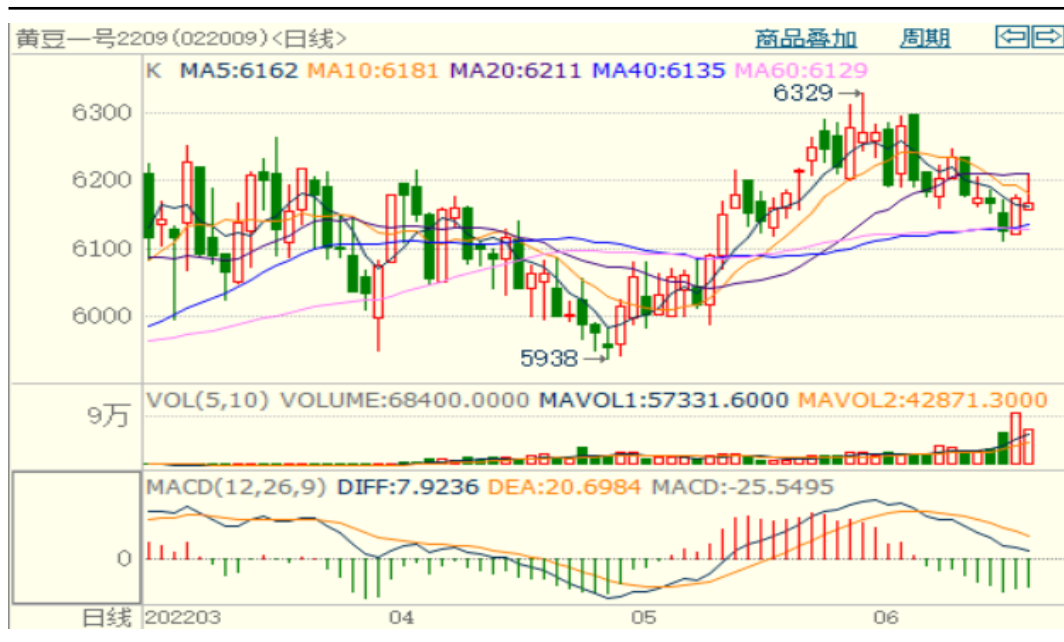 黄豆一号2209(022009)<日线> 商品叠加 周期
K MA5:6162 MA10:6181 MA20:6211 MA40:6135 MA60:6129
6329
6300
6200
6100
6000
5938
VOL(5,10) VOLUME:68400.0000 MAVOL1:57331.6000 MAVOL2:42871.3000
9万
MACD(12,26,9) DIFF:7.9236 DEA:20.6984 MACD:-25.5495
0
日线 202203 04 05 06